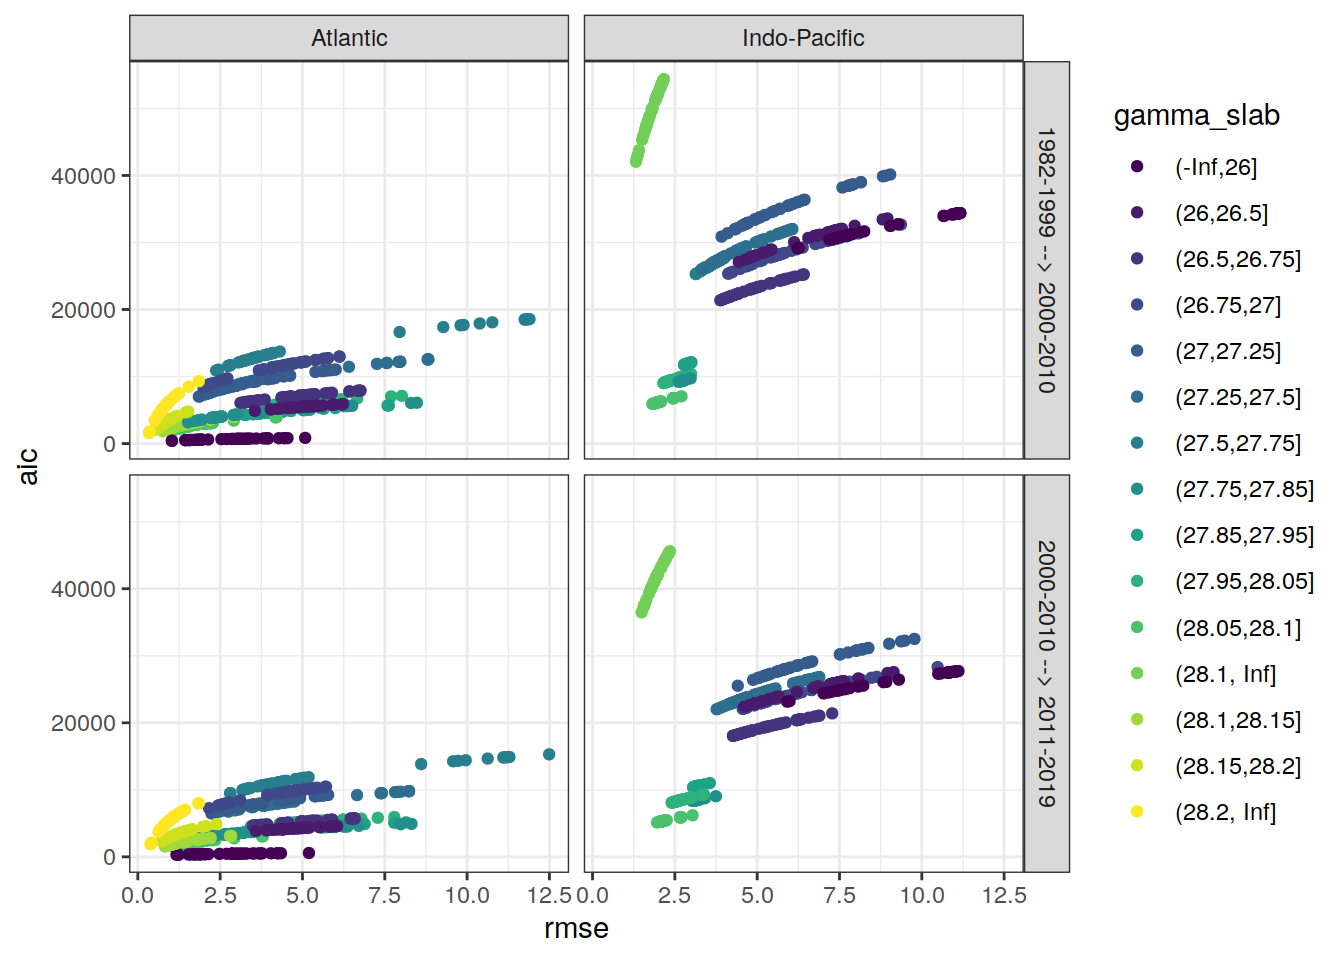 Atlantic
Indo-Pacific
1982-1999 --> 2000-2010
2000-2010 --> 2011-2019
aic
40000
20000
0
40000
20000
0
0.0 2.5 5.0 7.5 10.0 12.5
0.0 2.5 5.0 7.5 10.0 12.5
rmse
gamma_slab
(-Inf,26]
(26,26.5]
(26.5,26.75]
(26.75,27]
(27,27.25]
(27.25,27.5]
(27.5,27.75]
(27.75,27.85]
(27.85,27.95]
(27.95,28.05]
(28.05,28.1]
(28.1, Inf]
(28.1,28.15]
(28.15,28.2]
(28.2, Inf]